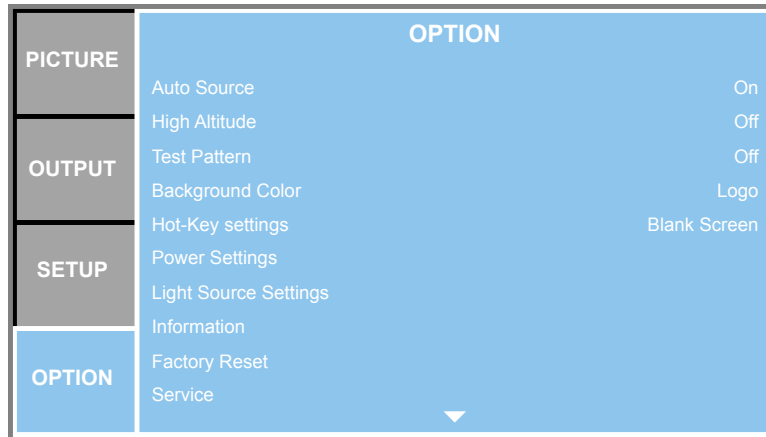 PICTURE
OUTPUT
SETUP
OPTION
OPTION
Auto Source On
High Altitude Off
Test Pattern Off
Background Color Logo
Hot-Key settings Blank Screen
Power Settings
Light Source Settings
Information
Factory Reset
Service